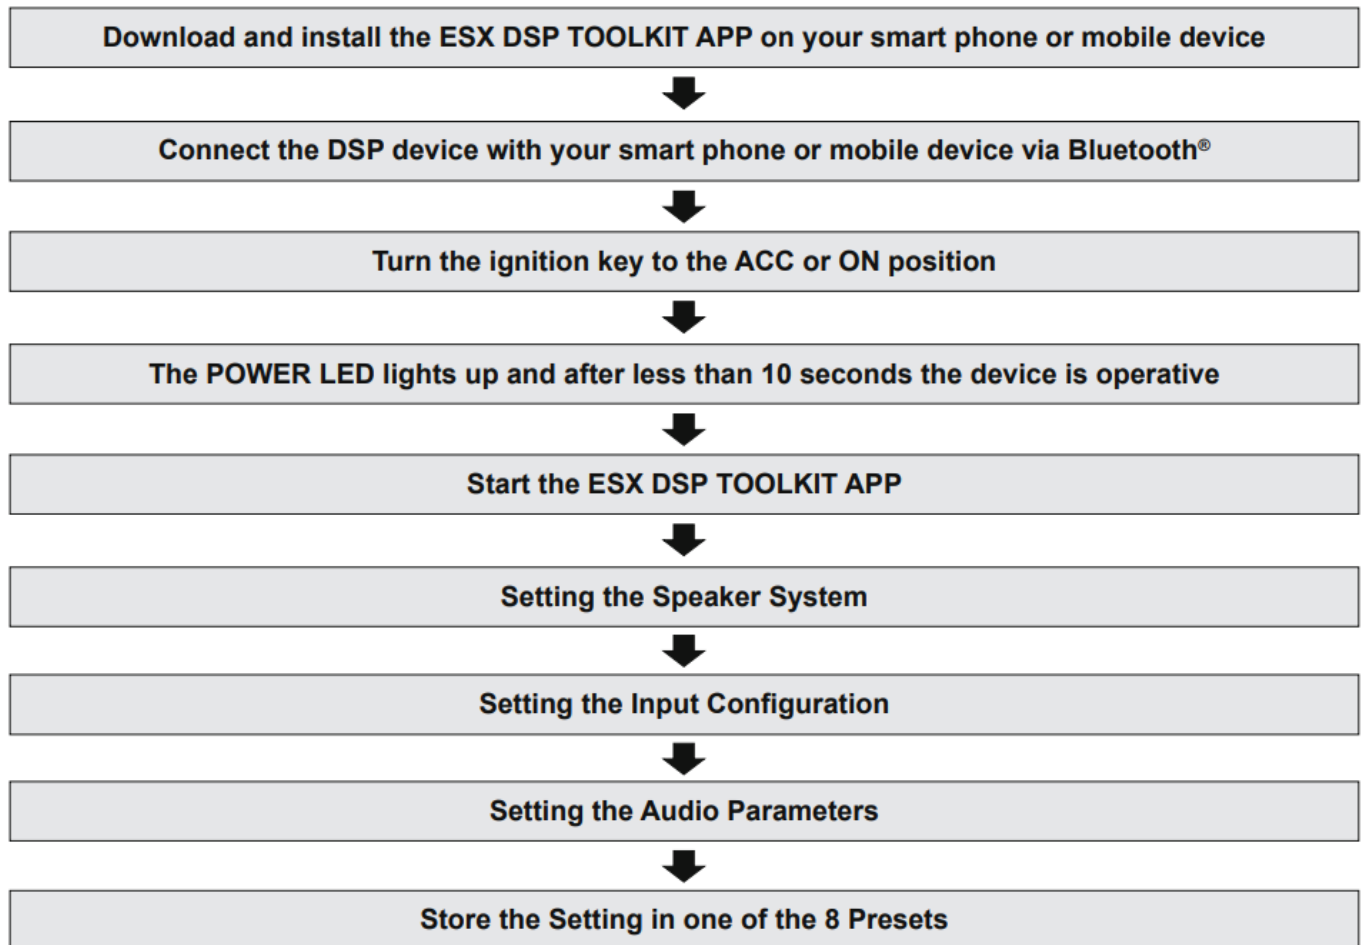 Download and install the ESX DSP TOOLKIT APP on your smart phone or mobile device
Connect the DSP device with your smart phone or mobile device via Bluetooth®
Turn the ignition key to the ACC or ON position
The POWER LED lights up and after less than 10 seconds the device is operative
Start the ESX DSP TOOLKIT APP
Setting the Speaker System
Setting the Input Configuration
Setting the Audio Parameters
Store the Setting in one of the 8 Presets